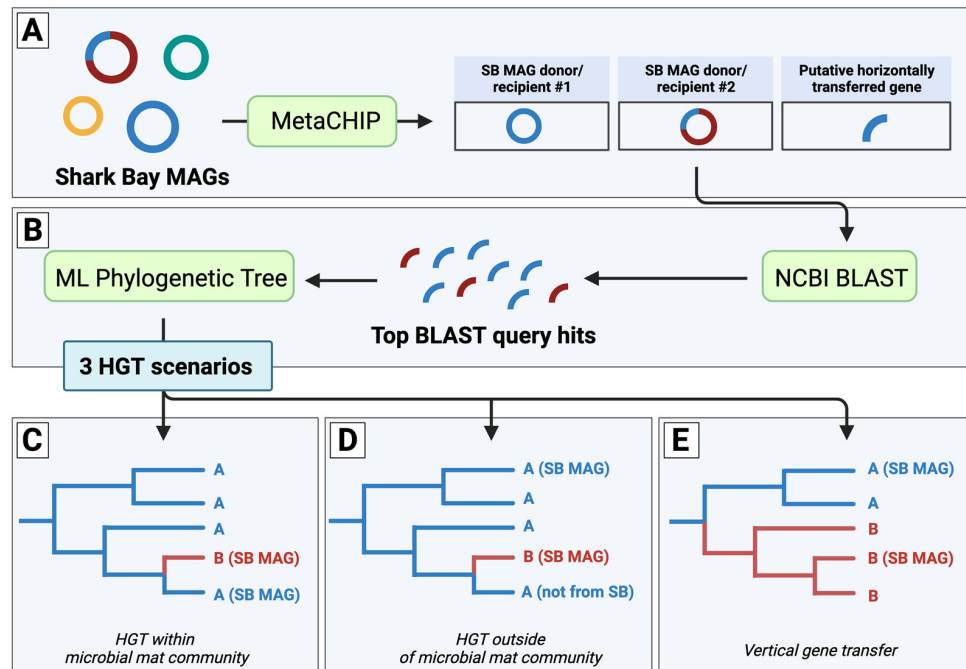 A
SB MAG donor/
recipient #1
SB MAG donor/
recipient #2
Putative horizontally
transferred gene
MetaCHIP
Shark Bay MAGs
B
ML Phylogenetic Tree
NCBI BLAST
Top BLAST query hits
3 HGT scenarios
C
A
A
A
B (SB MAG)
A (SB MAG)
HGT within
microbial mat community
D
A (SB MAG)
A
A
B (SB MAG)
A (not from SB)
HGT outside
of microbial mat community
E
A (SB MAG)
A
B
B (SB MAG)
B
Vertical gene transfer